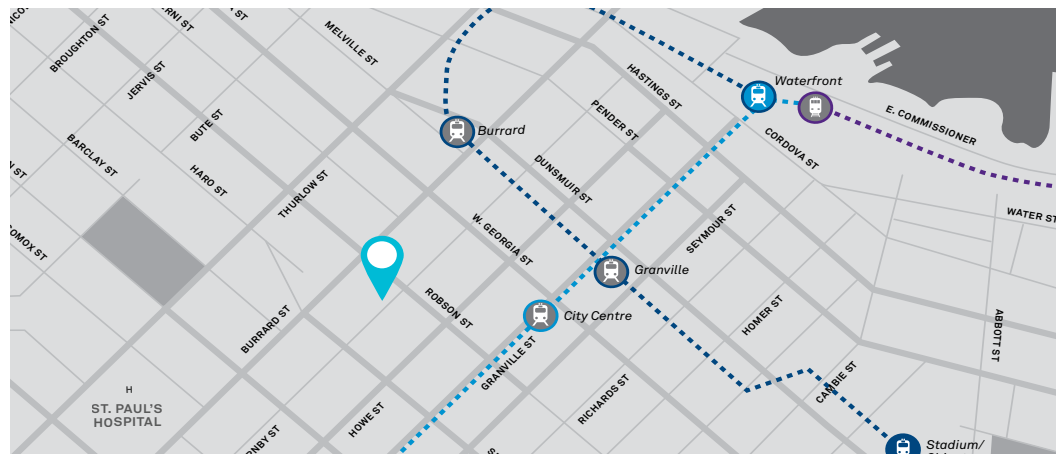 BROUGHTON ST
JERVIS ST
BUTE ST
MELVILLE ST
HASTINGS ST
Waterfront
E. COMMISSIONER
PENDER ST
CORDOVA ST
Burrard
BARCLAY ST
HARO ST
THURLOW ST
DUNSMUIR ST
WATER ST
W. GEORGIA ST
SEYMOUR ST
Granville
ROBSON ST
City Centre
BURRARD ST
HOMER ST
ABBOTT ST
GRANVILLE ST
CAMBIE ST
RICHARDS ST
HOWE ST
H
ST. PAUL'S
HOSPITAL
Stadium/